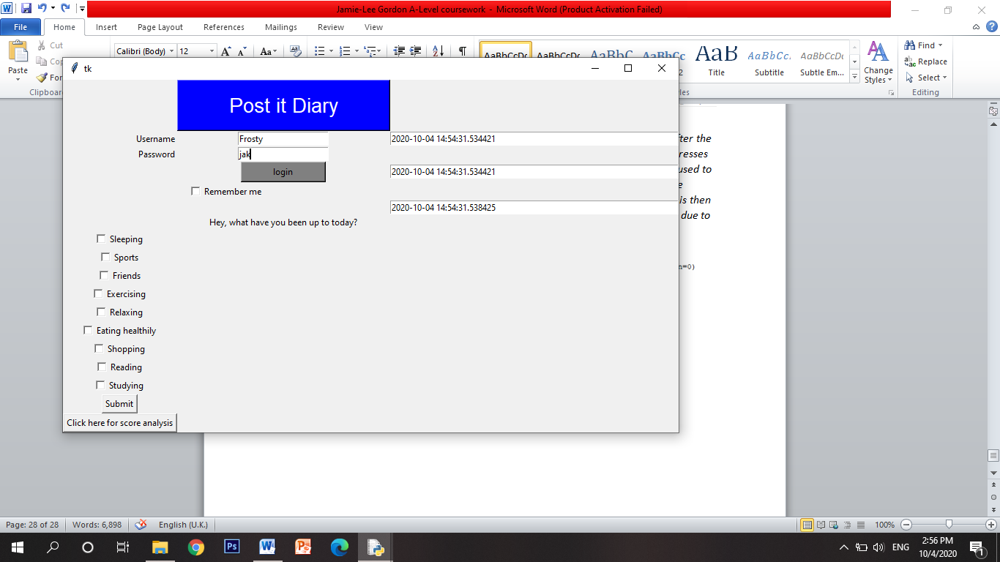 Jamie-Lee Gordon A-Level coursework - Microsoft Word (Product Activation Failed)
File Home Insert Page Layout References Mailings Review View
Cut
Calibri (Body) 12 Aa
AaBbCcDc AaBbCcDc AaBbC AaBbCc AaB AaBbCc. AaBbCcDc
Find
Replace
Select
Paste
2 Title Subtitle Subtle Em...
Change
Styles
Editing
tk
Post it Diary
Username Frosty 2020-10-04 14:54:31.534421
Password jak
login 2020-10-04 14:54:31.534421
Remember me
2020-10-04 14:54:31.538425
Hey, what have you been up to today?
Sleeping
Sports
Friends
Exercising
Relaxing
Eating healthily
Shopping
Reading
Studying
Submit
Click here for score analysis
fter the
resses
used to
e
is then
due to
n=0)
Page: 28 of 28 Words: 6,898 English (U.K.) 100%
ENG 2:56 PM
10/4/2020
1